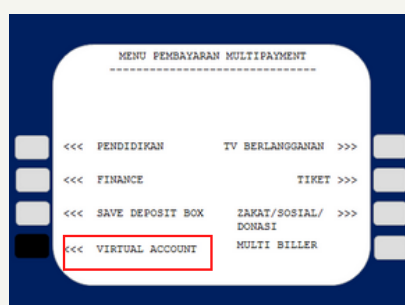 MENU PEMBAYARAN MULTIPAYMENT
-------------------------------
<<< PENDIDIKAN TV BERLANGGANAN >>>
<<< FINANCE TIKET >>>
<<< SAVE DEPOSIT BOX ZAKAT/SOSIAL/ >>>
DONASI
<<< VIRTUAL ACCOUNT MULTI BILLER